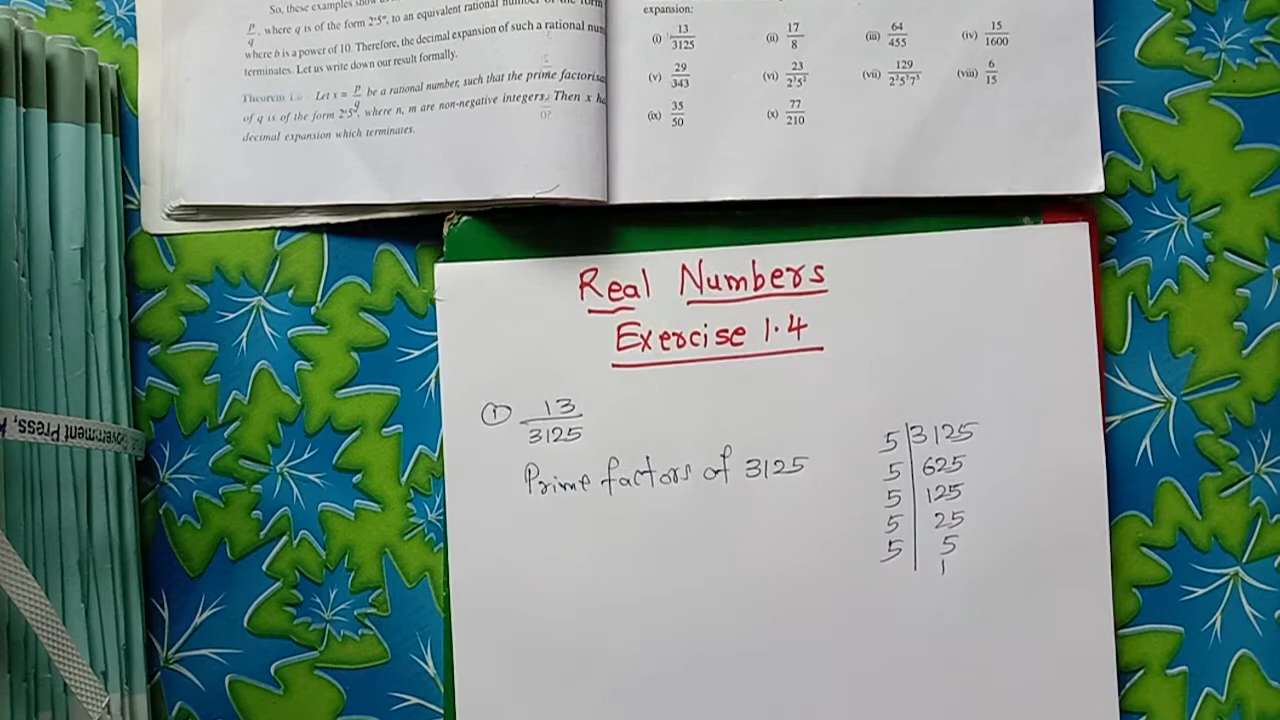 So, these examples show
p/q, where q is of the form 2ⁿ5ᵐ, to an equivalent rational number of the form
where b is a power of 10. Therefore, the decimal expansion of such a rational
terminates. Let us write down our result formally.
Let x = p/q be a rational number, such that the prime
of q is of the form 2ⁿ5ᵐ, where n, m are non-negative integers. Then x
decimal expansion which terminates.
expansion:
(i) 13/3125 (ii) 17/8 (iii) 64/455 (iv) 15/1600
(v) 29/343 (vi) 23/2³5² (vii) 129/2²5⁷7⁵ (viii) 6/15
(ix) 35/50 (x) 77/210
Real Numbers
Exercise 1.4
① 13/3125
Prime factors of 3125
5 | 3125
5 | 625
5 | 125
5 | 25
5 | 5
1
Government Press,